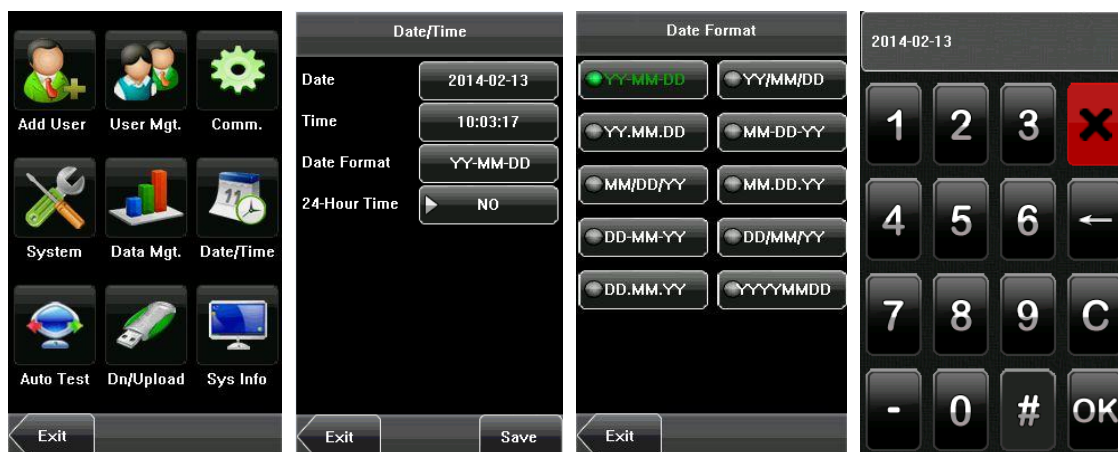 Add User User Mgt. Comm.
System Data Mgt. 11 Date/Time
Auto Test Dn/Upload Sys Info
Exit
Date/Time
Date 2014-02-13
Time 10:03:17
Date Format YY-MM-DD
24-Hour Time NO
Exit Save
Date Format
YY-MM-DD YY/MM/DD
YY.MM.DD MM-DD-YY
MM/DD/YY MM.DD.YY
DD-MM-YY DD/MM/YY
DD.MM.YY YYYYMMDD
Exit
2014-02-13
1 2 3 X
4 5 6 ←
7 8 9 C
- 0 # OK